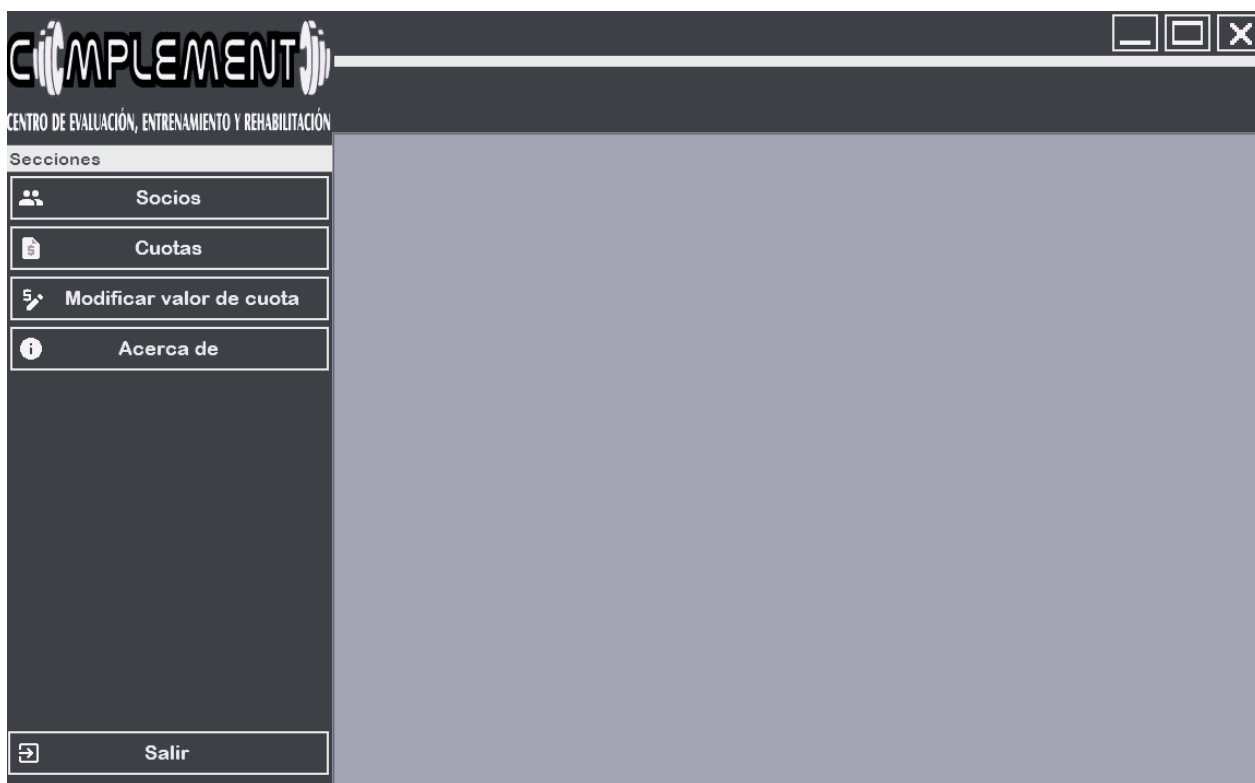 COMPLEMENTO
CENTRO DE EVALUACIÓN, ENTRENAMIENTO Y REHABILITACIÓN
Secciones
Socios
Cuotas
Modificar valor de cuota
Acerca de
Salir